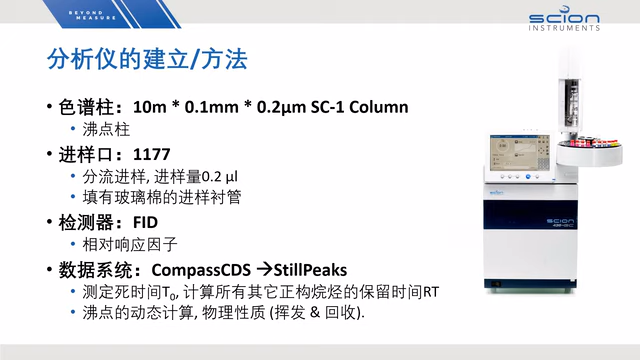 BEYOND
MEASURE
SCION
INSTRUMENTS
分析仪的建立/方法
• 色谱柱：10m * 0.1mm * 0.2µm SC-1 Column
• 沸点柱
• 进样口：1177
• 分流进样, 进样量0.2 µl
• 填有玻璃棉的进样衬管
• 检测器：FID
• 相对响应因子
• 数据系统：CompassCDS →StillPeaks
• 测定死时间T₀, 计算所有其它正构烷烃的保留时间RT
• 沸点的动态计算, 物理性质 (挥发 & 回收).
SCION
SCION